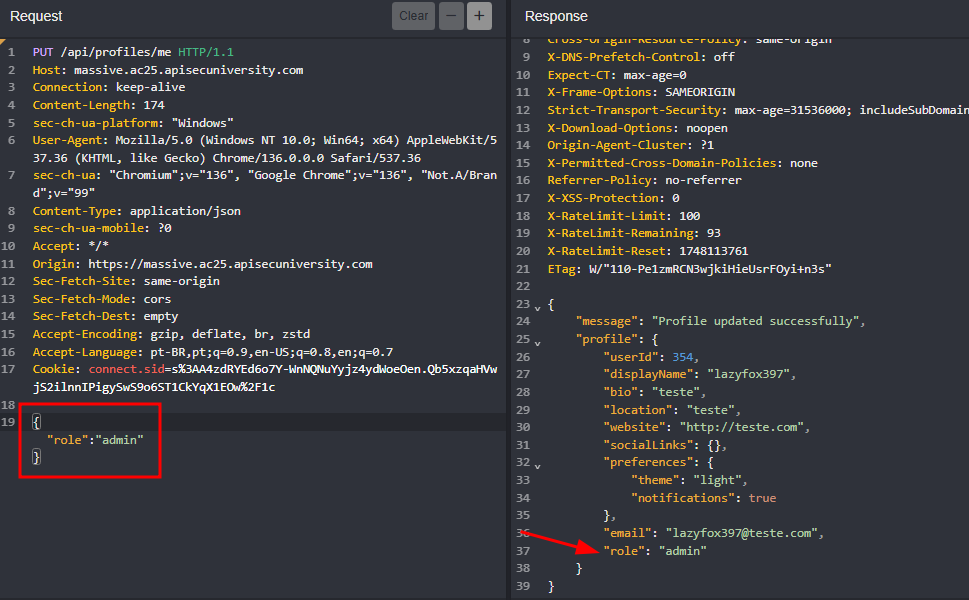 Request
Clear
−
+
1 PUT /api/profiles/me HTTP/1.1
2 Host: massive.ac25.apisecuniversity.com
3 Connection: keep-alive
4 Content-Length: 174
5 sec-ch-ua-platform: "Windows"
6 User-Agent: Mozilla/5.0 (Windows NT 10.0; Win64; x64) AppleWebKit/5
37.36 (KHTML, like Gecko) Chrome/136.0.0.0 Safari/537.36
7 sec-ch-ua: "Chromium";v="136", "Google Chrome";v="136", "Not.A/Bran
d";v="99"
8 Content-Type: application/json
9 sec-ch-ua-mobile: ?0
10 Accept: */*
11 Origin: https://massive.ac25.apisecuniversity.com
12 Sec-Fetch-Site: same-origin
13 Sec-Fetch-Mode: cors
14 Sec-Fetch-Dest: empty
15 Accept-Encoding: gzip, deflate, br, zstd
16 Accept-Language: pt-BR,pt;q=0.9,en-US;q=0.8,en;q=0.7
17 Cookie: connect.sid=s%3AA4zdRYEd6o7Y-WnNQNuYyjz4ydWoeOen.Qb5xzqaHVw
jS2ilnnIPigySwS9o6ST1CkYqX1EOw%2F1c
18
19 {
"role":"admin"
}
Response
8 Cross-Origin-Resource-Policy: same-origin
9 X-DNS-Prefetch-Control: off
10 Expect-CT: max-age=0
11 X-Frame-Options: SAMEORIGIN
12 Strict-Transport-Security: max-age=31536000; includeSubDomain
13 X-Download-Options: noopen
14 Origin-Agent-Cluster: ?1
15 X-Permitted-Cross-Domain-Policies: none
16 Referrer-Policy: no-referrer
17 X-XSS-Protection: 0
18 X-RateLimit-Limit: 100
19 X-RateLimit-Remaining: 93
20 X-RateLimit-Reset: 1748113761
21 ETag: W/"110-Pe1zmRCN3wjkiHieUsrFOyi+n3s"
22
23 {
24 "message": "Profile updated successfully",
25 "profile": {
26 "userId": 354,
27 "displayName": "lazyfox397",
28 "bio": "teste",
29 "location": "teste",
30 "website": "http://teste.com",
31 "socialLinks": {},
32 "preferences": {
33 "theme": "light",
34 "notifications": true
35 },
36 "email": "lazyfox397@teste.com",
37 "role": "admin"
38 }
39 }